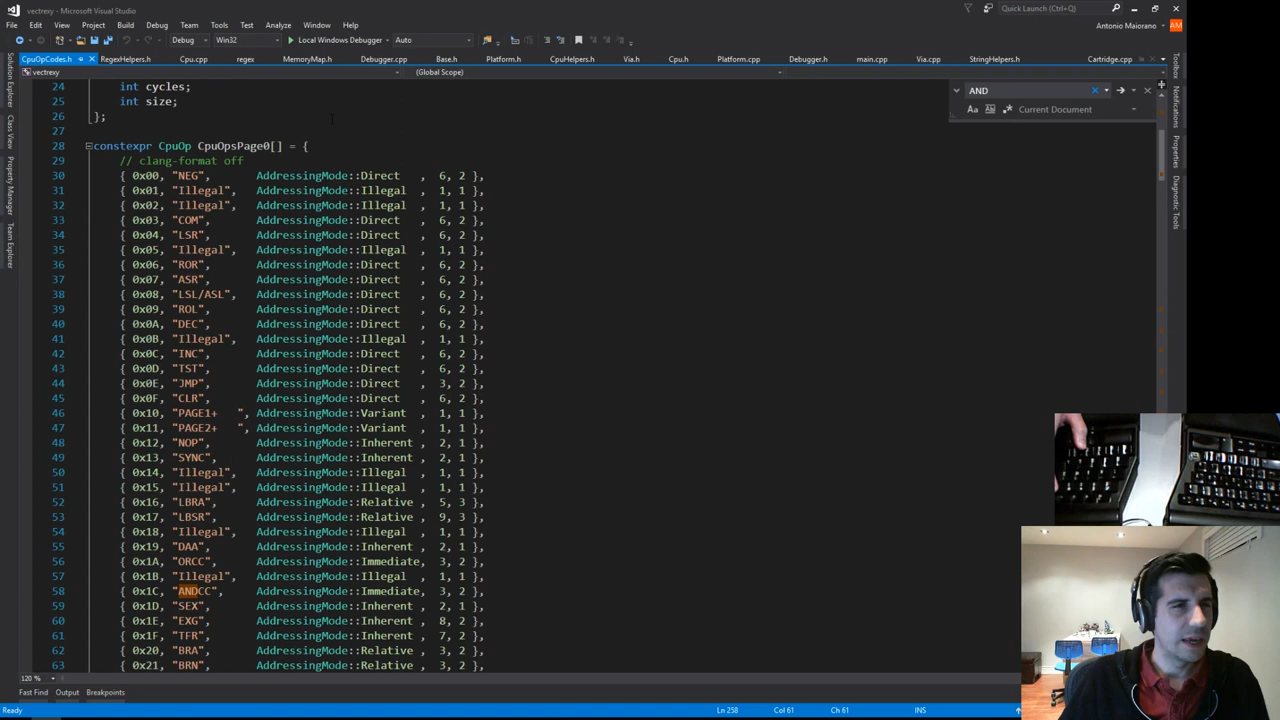 vectrexy - Microsoft Visual Studio
Quick Launch (Ctrl+Q)
File Edit View Project Build Debug Team Tools Test Analyze Window Help
Antonio Maiorano AM
Debug Win32 Local Windows Debugger Auto
CpuOpCodes.h RegexHelpers.h Cpu.cpp regex MemoryMap.h Debugger.cpp Base.h Platform.h CpuHelpers.h Via.h Cpu.h Platform.cpp Debugger.h main.cpp Via.cpp StringHelpers.h Cartridge.cpp
vectrexy (Global Scope)
AND
Aa Current Document
Solution Explorer
Class View
Property Manager
Team Explorer
Toolbox
Notifications
Properties
Diagnostic Tools
24 int cycles;
25 int size;
26 };
27
28 constexpr CpuOp CpuOpsPage0[] = {
29 // clang-format off
30 { 0x00, "NEG", AddressingMode::Direct , 6, 2 },
31 { 0x01, "Illegal", AddressingMode::Illegal , 1, 1 },
32 { 0x02, "Illegal", AddressingMode::Illegal , 1, 1 },
33 { 0x03, "COM", AddressingMode::Direct , 6, 2 },
34 { 0x04, "LSR", AddressingMode::Direct , 6, 2 },
35 { 0x05, "Illegal", AddressingMode::Illegal , 1, 1 },
36 { 0x06, "ROR", AddressingMode::Direct , 6, 2 },
37 { 0x07, "ASR", AddressingMode::Direct , 6, 2 },
38 { 0x08, "LSL/ASL", AddressingMode::Direct , 6, 2 },
39 { 0x09, "ROL", AddressingMode::Direct , 6, 2 },
40 { 0x0A, "DEC", AddressingMode::Direct , 6, 2 },
41 { 0x0B, "Illegal", AddressingMode::Illegal , 1, 1 },
42 { 0x0C, "INC", AddressingMode::Direct , 6, 2 },
43 { 0x0D, "TST", AddressingMode::Direct , 6, 2 },
44 { 0x0E, "JMP", AddressingMode::Direct , 3, 2 },
45 { 0x0F, "CLR", AddressingMode::Direct , 6, 2 },
46 { 0x10, "PAGE1+ ", AddressingMode::Variant , 1, 1 },
47 { 0x11, "PAGE2+ ", AddressingMode::Variant , 1, 1 },
48 { 0x12, "NOP", AddressingMode::Inherent , 2, 1 },
49 { 0x13, "SYNC", AddressingMode::Inherent , 2, 1 },
50 { 0x14, "Illegal", AddressingMode::Illegal , 1, 1 },
51 { 0x15, "Illegal", AddressingMode::Illegal , 1, 1 },
52 { 0x16, "LBRA", AddressingMode::Relative , 5, 3 },
53 { 0x17, "LBSR", AddressingMode::Relative , 9, 3 },
54 { 0x18, "Illegal", AddressingMode::Illegal , 1, 1 },
55 { 0x19, "DAA", AddressingMode::Inherent , 2, 1 },
56 { 0x1A, "ORCC", AddressingMode::Immediate, 3, 2 },
57 { 0x1B, "Illegal", AddressingMode::Illegal , 1, 1 },
58 { 0x1C, "ANDCC", AddressingMode::Immediate, 3, 2 },
59 { 0x1D, "SEX", AddressingMode::Inherent , 2, 1 },
60 { 0x1E, "EXG", AddressingMode::Inherent , 8, 2 },
61 { 0x1F, "TFR", AddressingMode::Inherent , 7, 2 },
62 { 0x20, "BRA", AddressingMode::Relative , 3, 2 },
63 { 0x21, "BRN", AddressingMode::Relative , 3, 2 },
120 %
Fast Find Output Breakpoints
Ready Ln 258 Col 61 Ch 61 INS